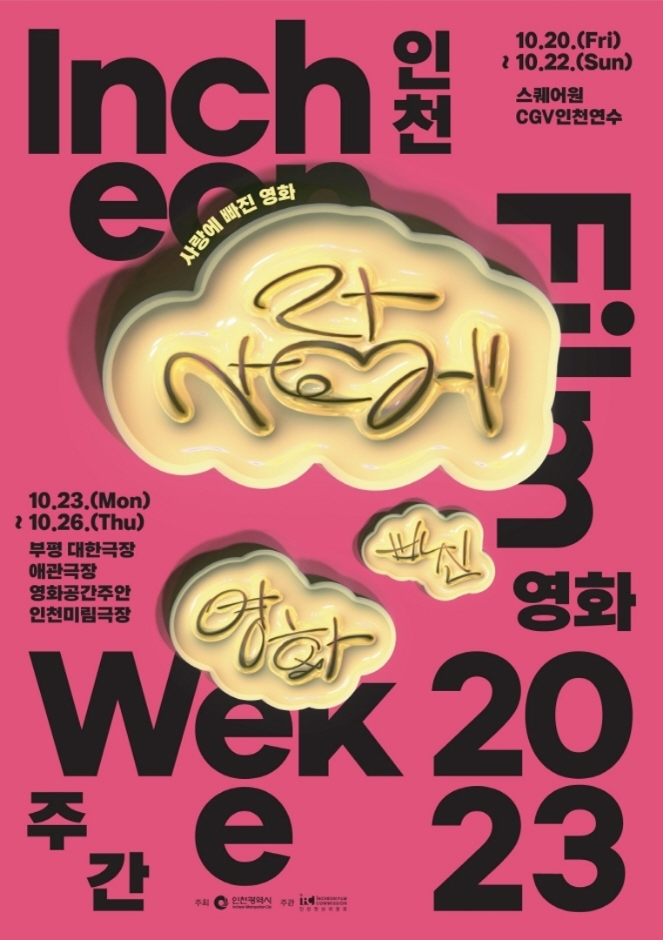 Inch
eon
인천
10.20.(Fri)
~ 10.22.(Sun)
스퀘어원
CGV인천연수
사랑에 빠진 영화
Film
사랑에
빠진
영화
10.23.(Mon)
~ 10.26.(Thu)
부평 대한극장
애관극장
영화공간주안
인천미림극장
영화
Week
20
23
주간
주최 인천광역시
주관
인천영상위원회